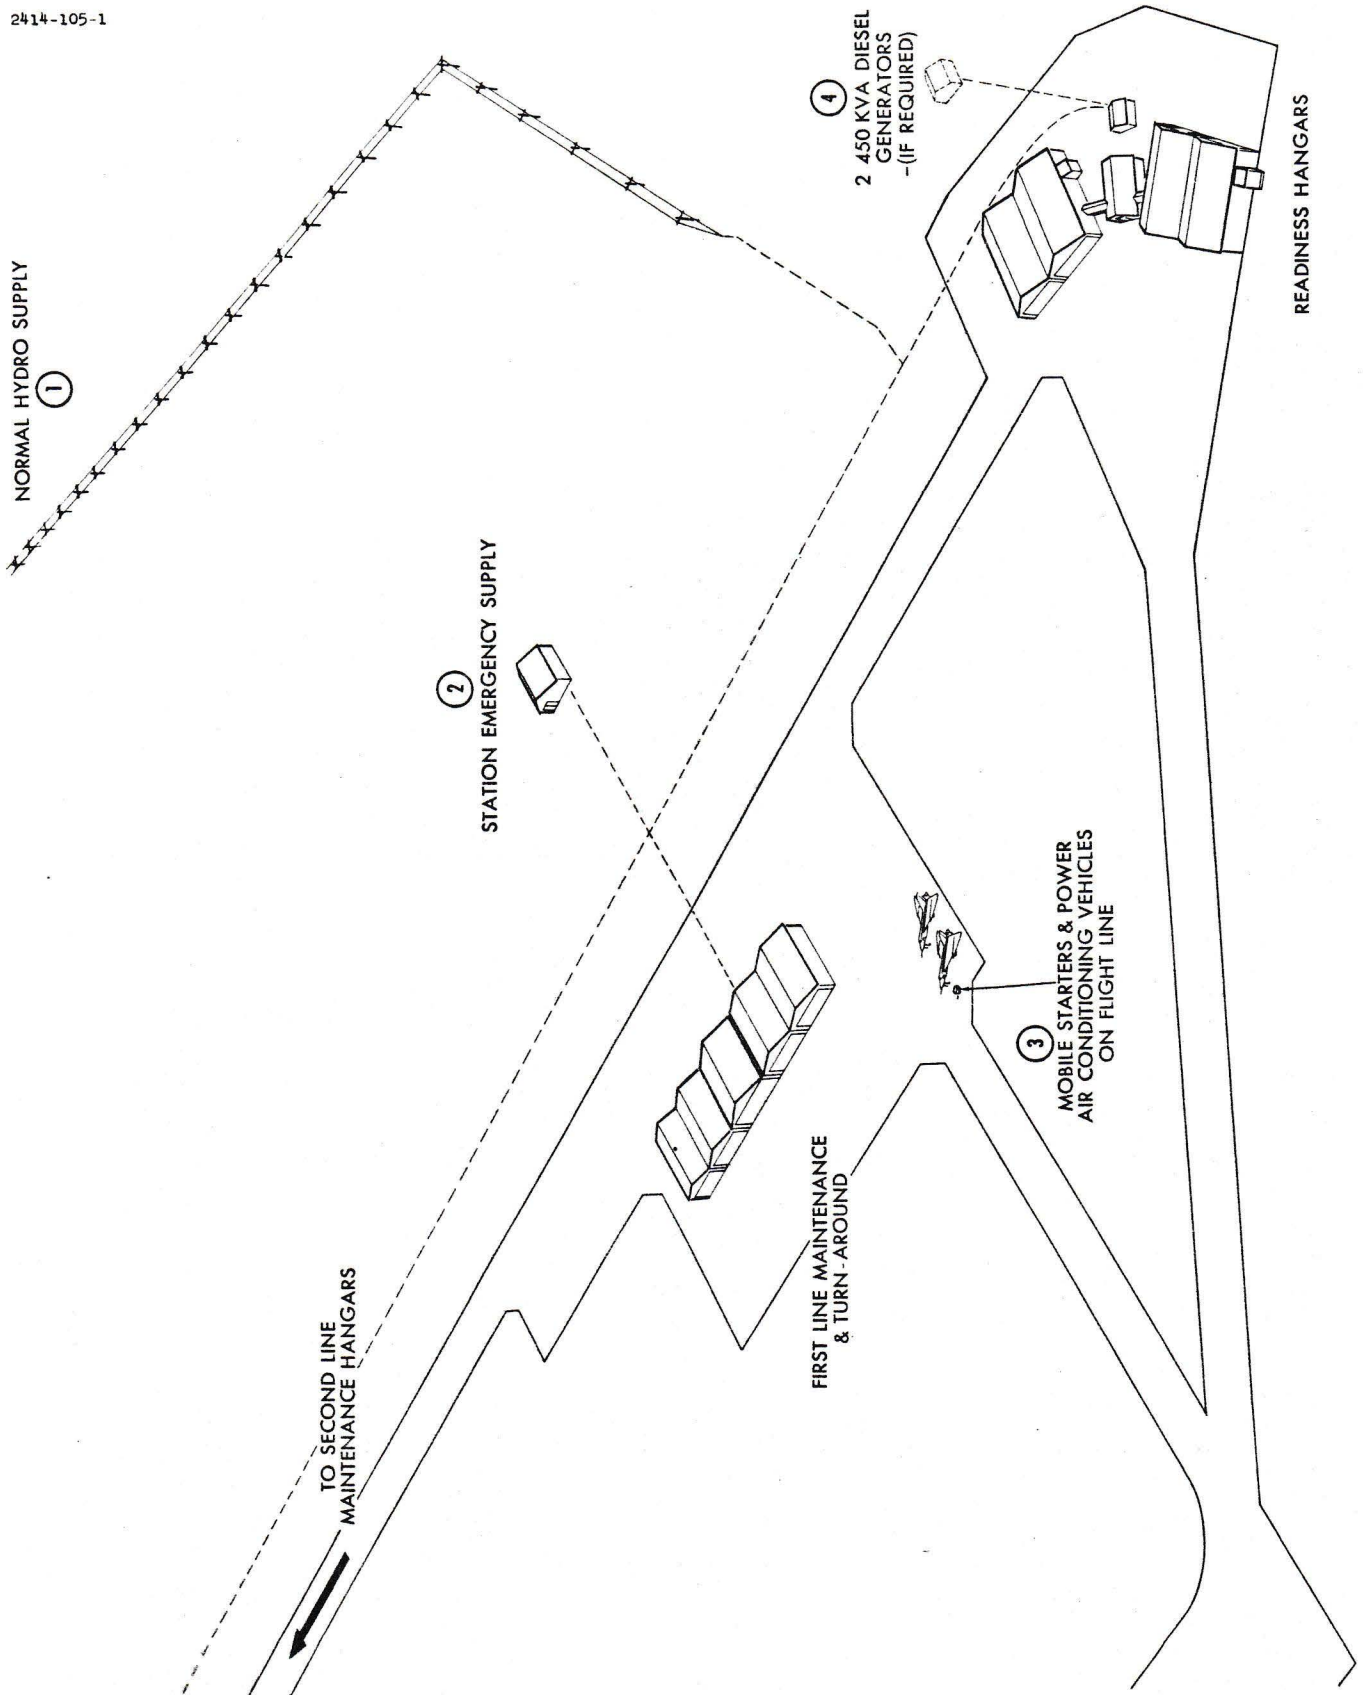 2414-105-1
NORMAL HYDRO SUPPLY
1
2
STATION EMERGENCY SUPPLY
4
2 450 KVA DIESEL
GENERATORS
-(IF REQUIRED)
READINESS HANGARS
3
MOBILE STARTERS & POWER
AIR CONDITIONING VEHICLES
ON FLIGHT LINE
FIRST LINE MAINTENANCE
& TURN-AROUND
TO SECOND LINE
MAINTENANCE HANGARS